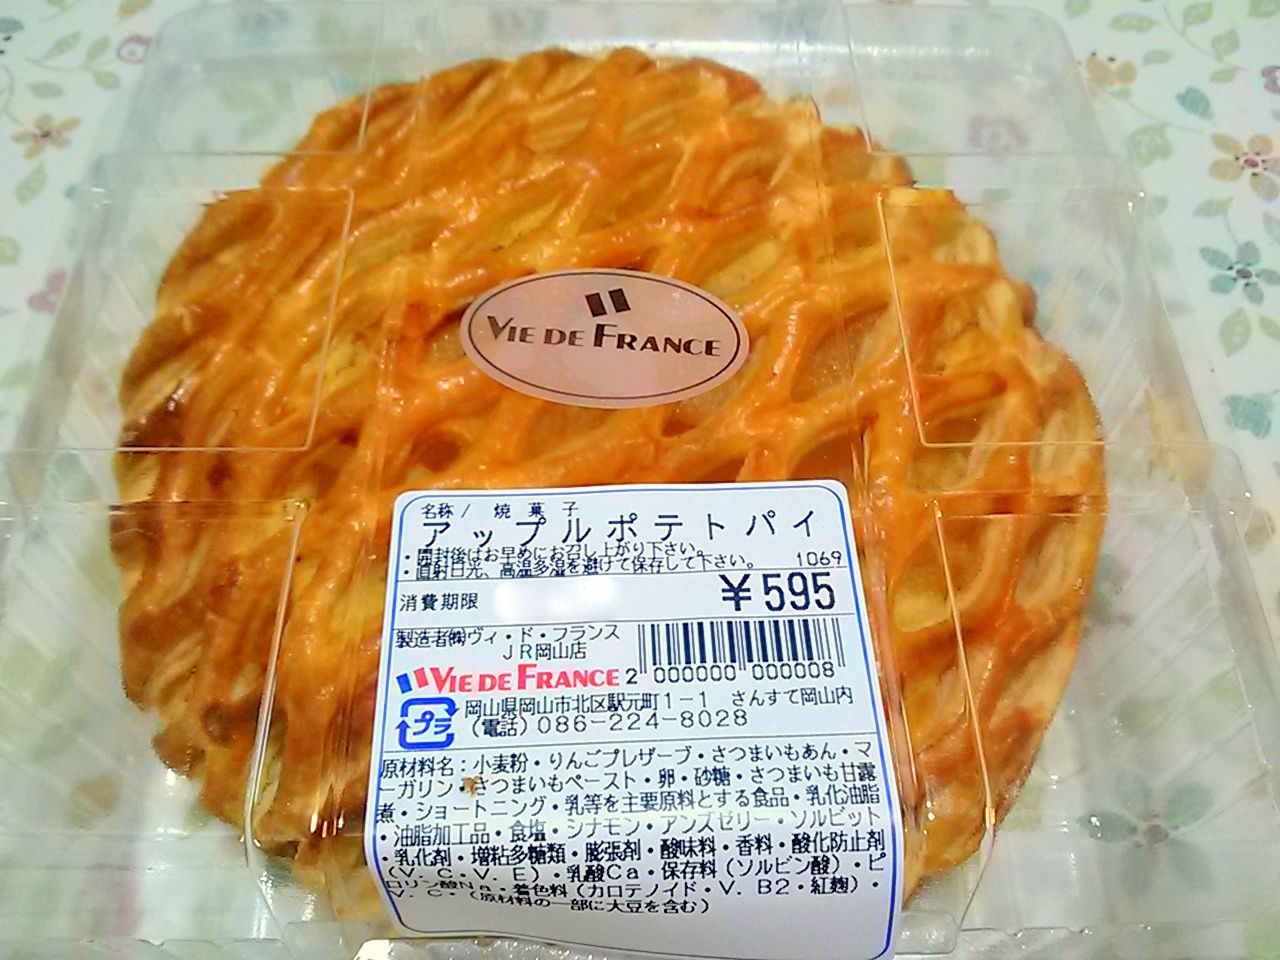 VIE DE FRANCE
名称/ 焼菓子
アップルポテトパイ
・開封後はお早めにお召し上がり下さい。
・直射日光、高温多湿を避けて保存して下さい。 1069
消費期限 ¥595
製造者㈱ヴィ・ド・フランス
JR岡山店
VIE DE FRANCE 2 000000 000008
プラ 岡山県岡山市北区駅元町1-1 さんすて岡山内
(電話)086-224-8028
原材料名:小麦粉・りんごプレザーブ・さつまいもあん・マ
ーガリン・さつまいもペースト・卵・砂糖・さつまいも甘露
煮・ショートニング・乳等を主要原料とする食品・乳化油脂
・油脂加工品・食塩・シナモン・アンズゼリー・ソルビット
・乳化剤・増粘多糖類・膨張剤・酸味料・香料・酸化防止剤
(V.C・V.E)・乳酸Ca・保存料(ソルビン酸)・ピ
ロリン酸Na・着色料(カロテノイド・V.B2・紅麹)・
V.C・(原材料の一部に大豆を含む)